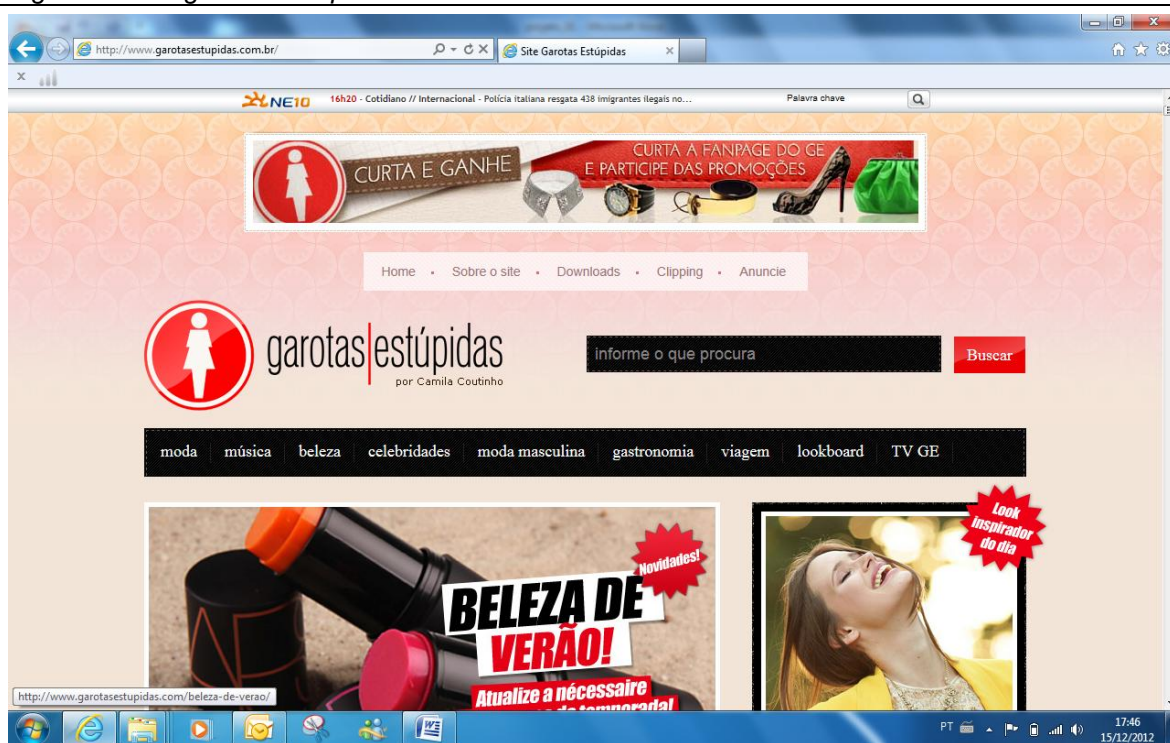 http://www.garotasestupidas.com.br/
Site Garotas Estúpidas
NE10
16h20 - Cotidiano // Internacional - Polícia italiana resgata 438 imigrantes ilegais no...
Palavra chave
CURTA E GANHE
CURTA A FANPAGE DO GE
E PARTICIPE DAS PROMOÇÕES
Home • Sobre o site • Downloads • Clipping • Anuncie
garotas|estúpidas
por Camila Coutinho
informe o que procura
Buscar
moda música beleza celebridades moda masculina gastronomia viagem lookboard TV GE
NARS
Novidades!
BELEZA DE
VERÃO!
Atualize a nécessaire
Look
inspirador
do dia
http://www.garotasestupidas.com/beleza-de-verao/
PT
17:46
15/12/2012